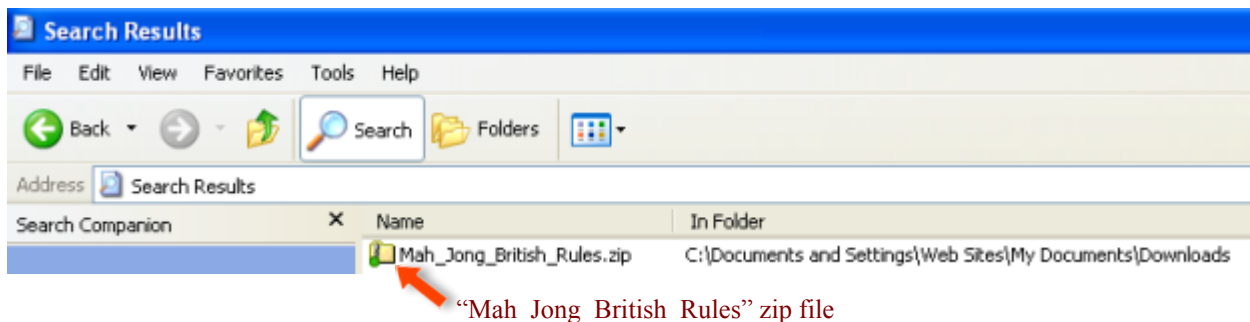 Search Results
File Edit View Favorites Tools Help
Back Search Folders
Address Search Results
Search Companion × Name In Folder
Mah_Jong_British_Rules.zip C:\Documents and Settings\Web Sites\My Documents\Downloads
“Mah Jong British Rules” zip file